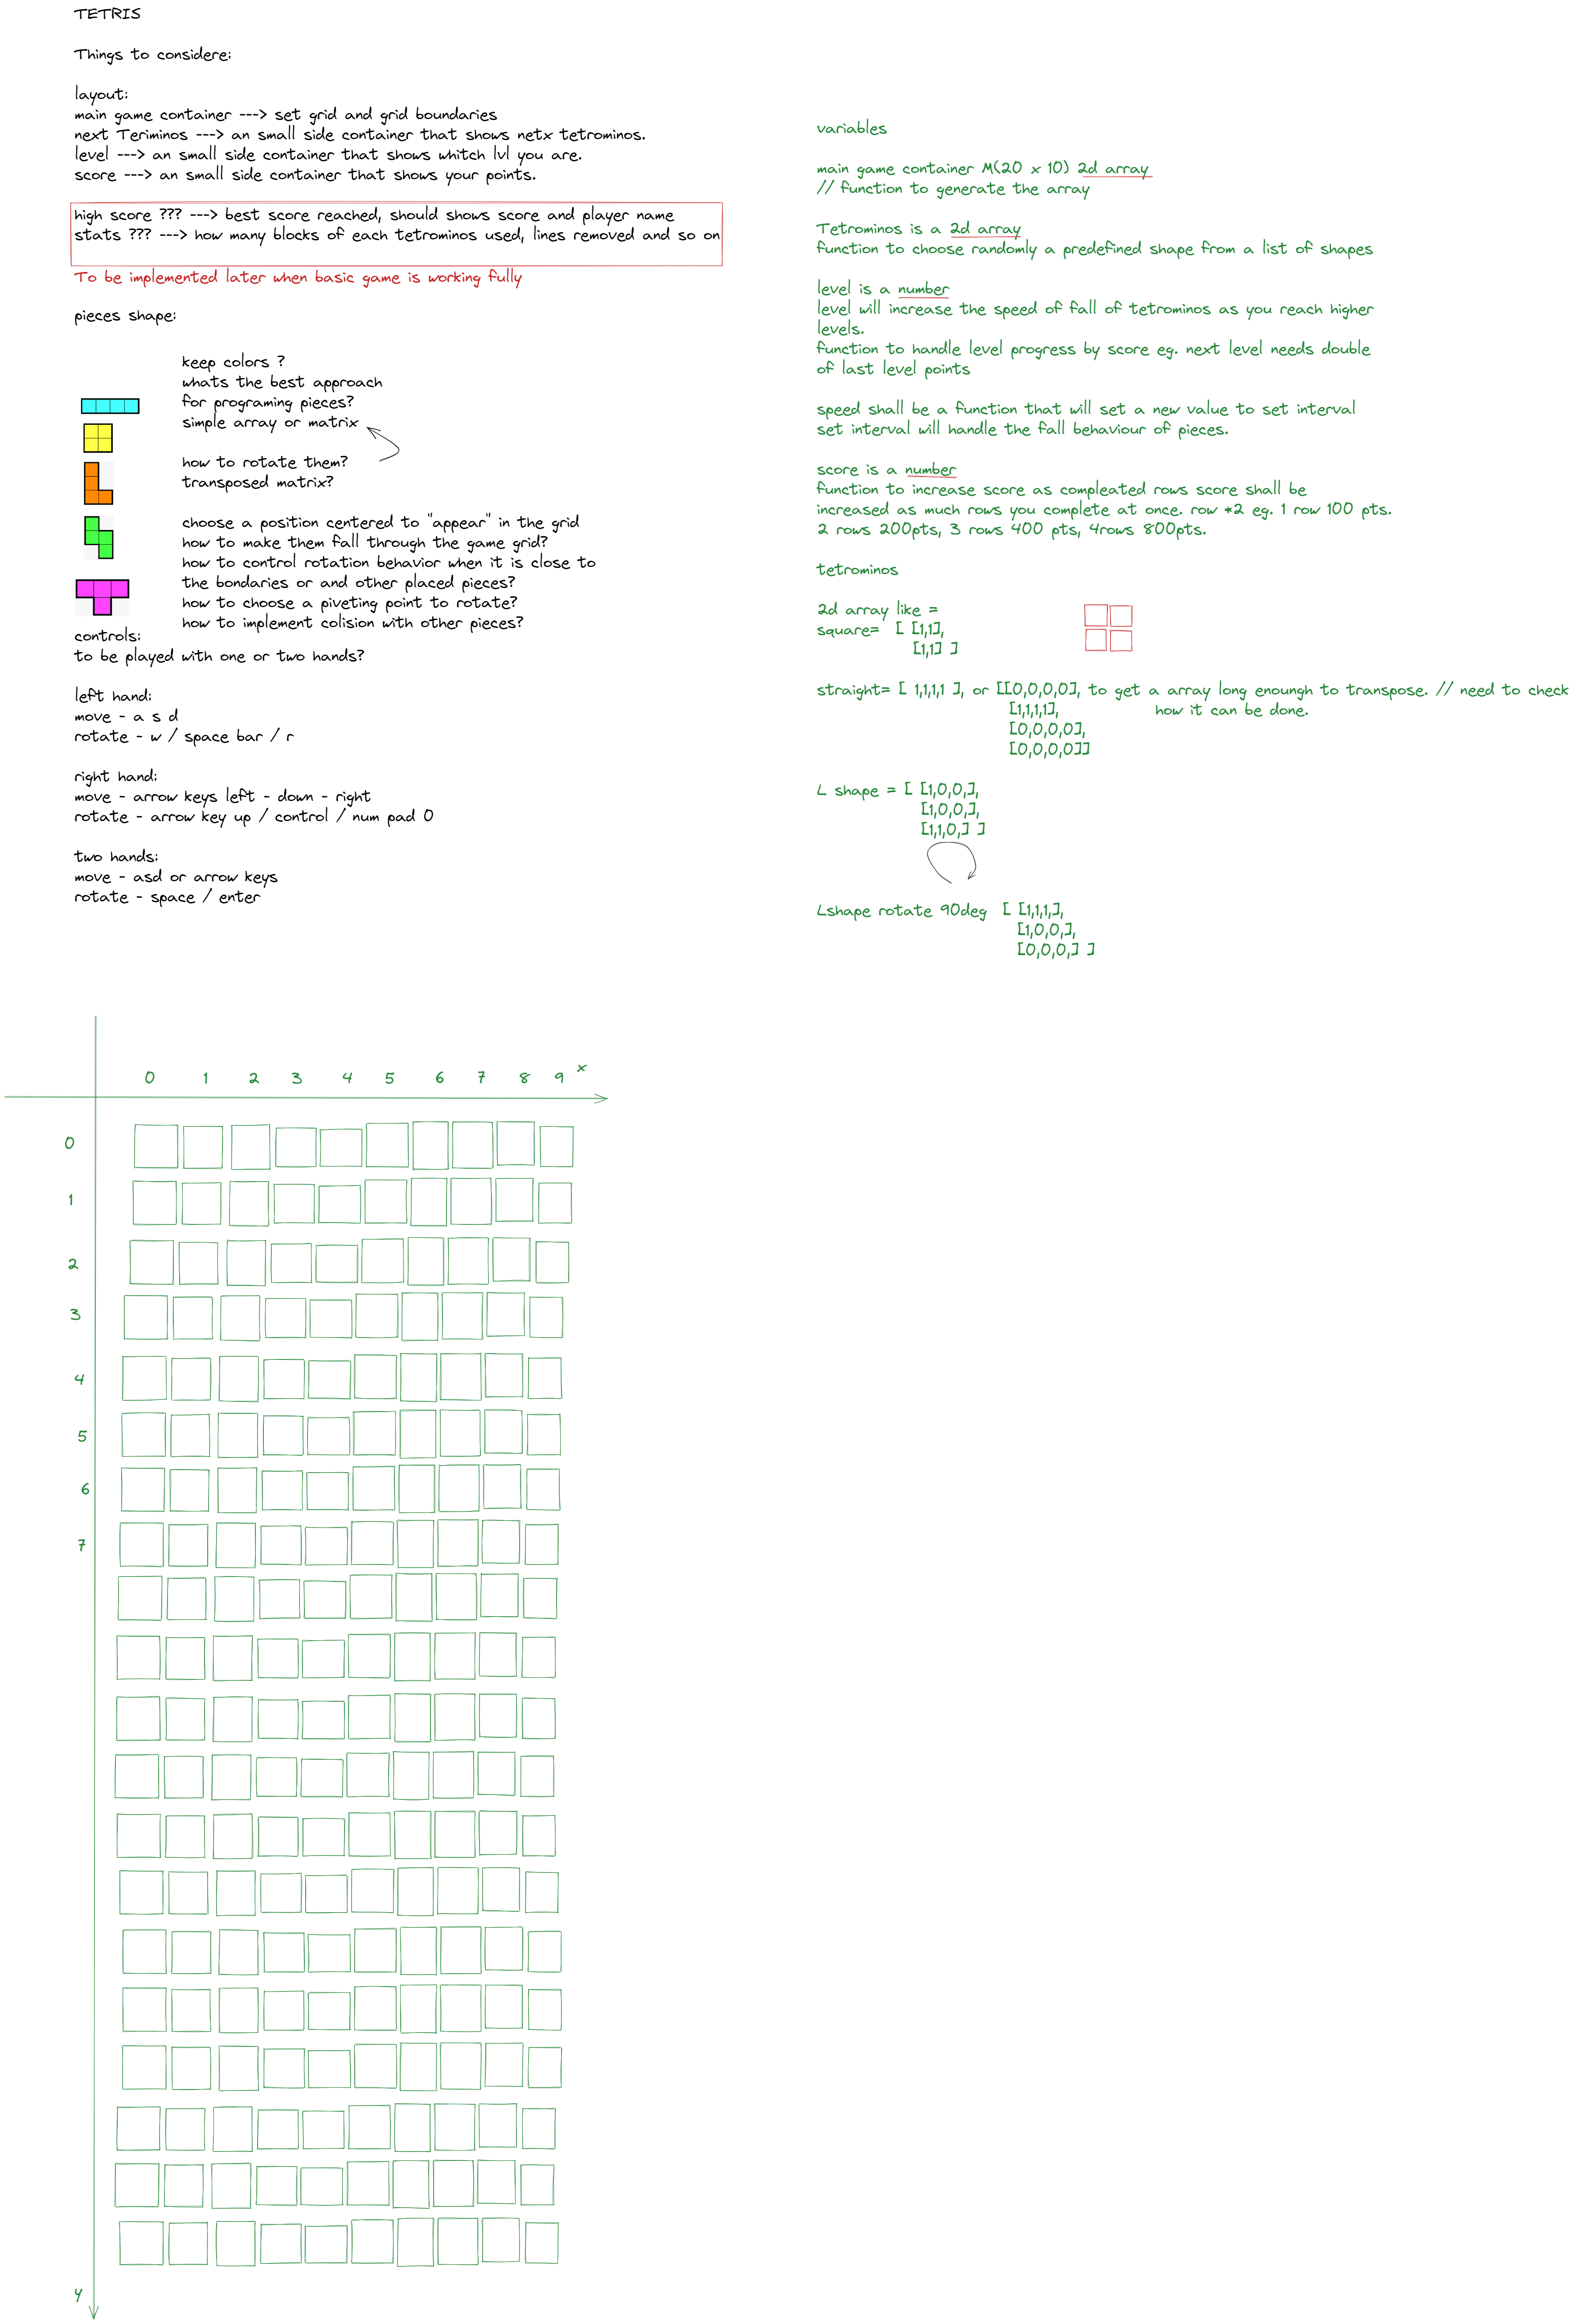 TETRIS
Things to considere:
layout:
main game container ---> set grid and grid boundaries
next Teriminos ---> an small side container that shows netx tetrominos.
level ---> an small side container that shows whitch lvl you are.
score ---> an small side container that shows your points.
high score ??? ---> best score reached, should shows score and player name
stats ??? ---> how many blocks of each tetrominos used, lines removed and so on
To be implemented later when basic game is working fully
pieces shape:
keep colors ?
whats the best approach
for programing pieces?
simple array or matrix
how to rotate them?
transposed matrix?
choose a position centered to "appear" in the grid
how to make them fall through the game grid?
how to control rotation behavior when it is close to
the bondaries or and other placed pieces?
how to choose a piveting point to rotate?
how to implement colision with other pieces?
controls:
to be played with one or two hands?
left hand:
move - a s d
rotate - w / space bar / r
right hand:
move - arrow keys left - down - right
rotate - arrow key up / control / num pad 0
two hands:
move - asd or arrow keys
rotate - space / enter
variables
main game container M(20 x 10) 2d array
// function to generate the array
Tetrominos is a 2d array
function to choose randomly a predefined shape from a list of shapes
level is a number
level will increase the speed of fall of tetrominos as you reach higher
levels.
function to handle level progress by score eg. next level needs double
of last level points
speed shall be a function that will set a new value to set interval
set interval will handle the fall behaviour of pieces.
score is a number
function to increase score as compleated rows score shall be
increased as much rows you complete at once. row *2 eg. 1 row 100 pts.
2 rows 200pts, 3 rows 400 pts, 4rows 800pts.
tetrominos
2d array like =
square= [ [1,1],
[1,1] ]
straight= [ 1,1,1,1 ], or [[0,0,0,0], to get a array long enoungh to transpose. // need to check
[1,1,1,1], how it can be done.
[0,0,0,0],
[0,0,0,0]]
L shape = [ [1,0,0,],
[1,0,0,],
[1,1,0,] ]
Lshape rotate 90deg [ [1,1,1,],
[1,0,0,],
[0,0,0,] ]
0 1 2 3 4 5 6 7 8 9 x
0
1
2
3
4
5
6
7
y